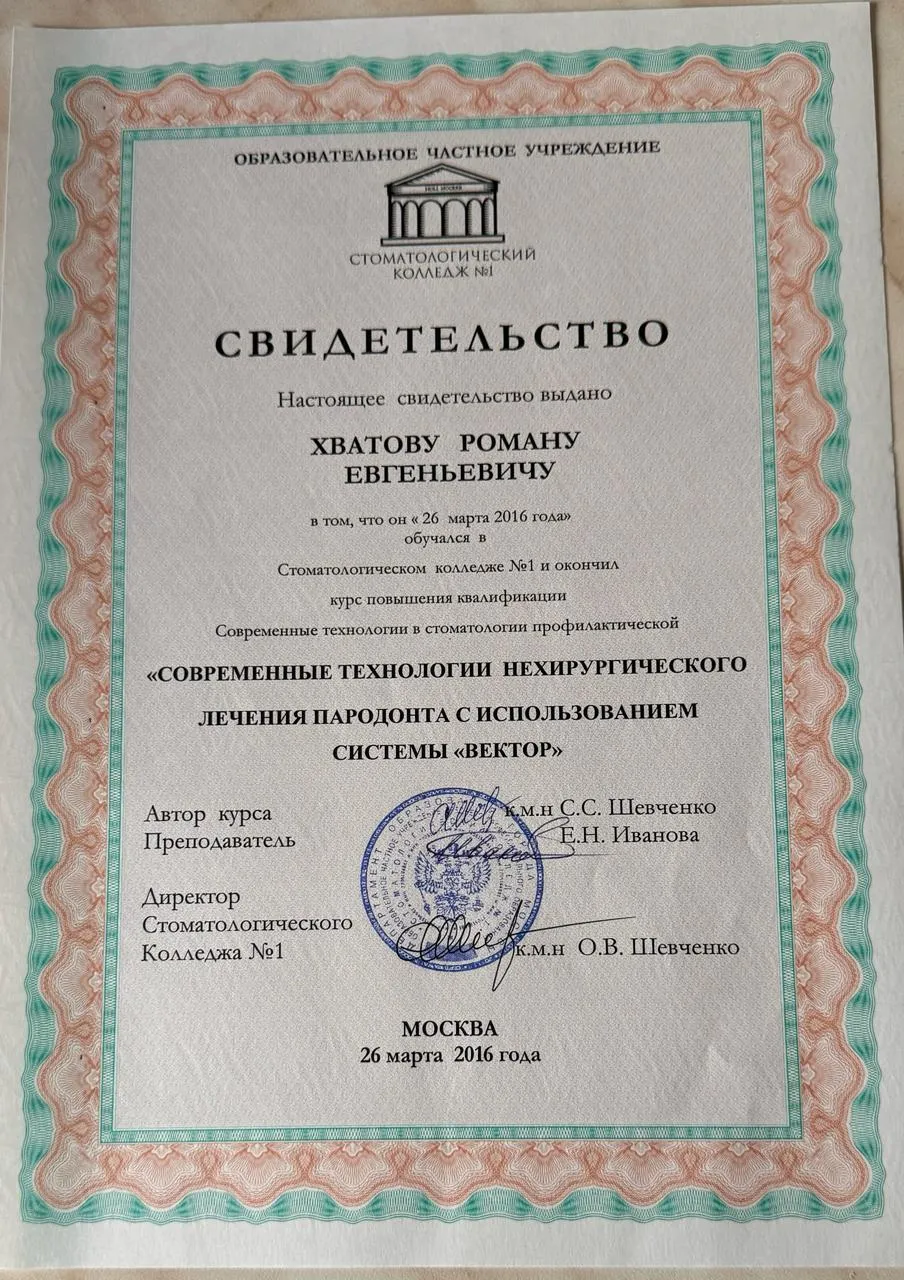 ОБРАЗОВАТЕЛЬНОЕ ЧАСТНОЕ УЧРЕЖДЕНИЕ
СТОМАТОЛОГИЧЕСКИЙ
КОЛЛЕДЖ №1
СВИДЕТЕЛЬСТВО
Настоящее свидетельство выдано
ХВАТОВУ РОМАНУ
ЕВГЕНЬЕВИЧУ
в том, что он « 26 марта 2016 года»
обучался в
Стоматологическом колледже №1 и окончил
курс повышения квалификации
Современные технологии в стоматологии профилактической
«СОВРЕМЕННЫЕ ТЕХНОЛОГИИ НЕХИРУРГИЧЕСКОГО
ЛЕЧЕНИЯ ПАРОДОНТА С ИСПОЛЬЗОВАНИЕМ
СИСТЕМЫ «ВЕКТОР»
Автор курса к.м.н С.С. Шевченко
Преподаватель Е.Н. Иванова
Директор
Стоматологического
Колледжа №1 к.м.н О.В. Шевченко
МОСКВА
26 марта 2016 года